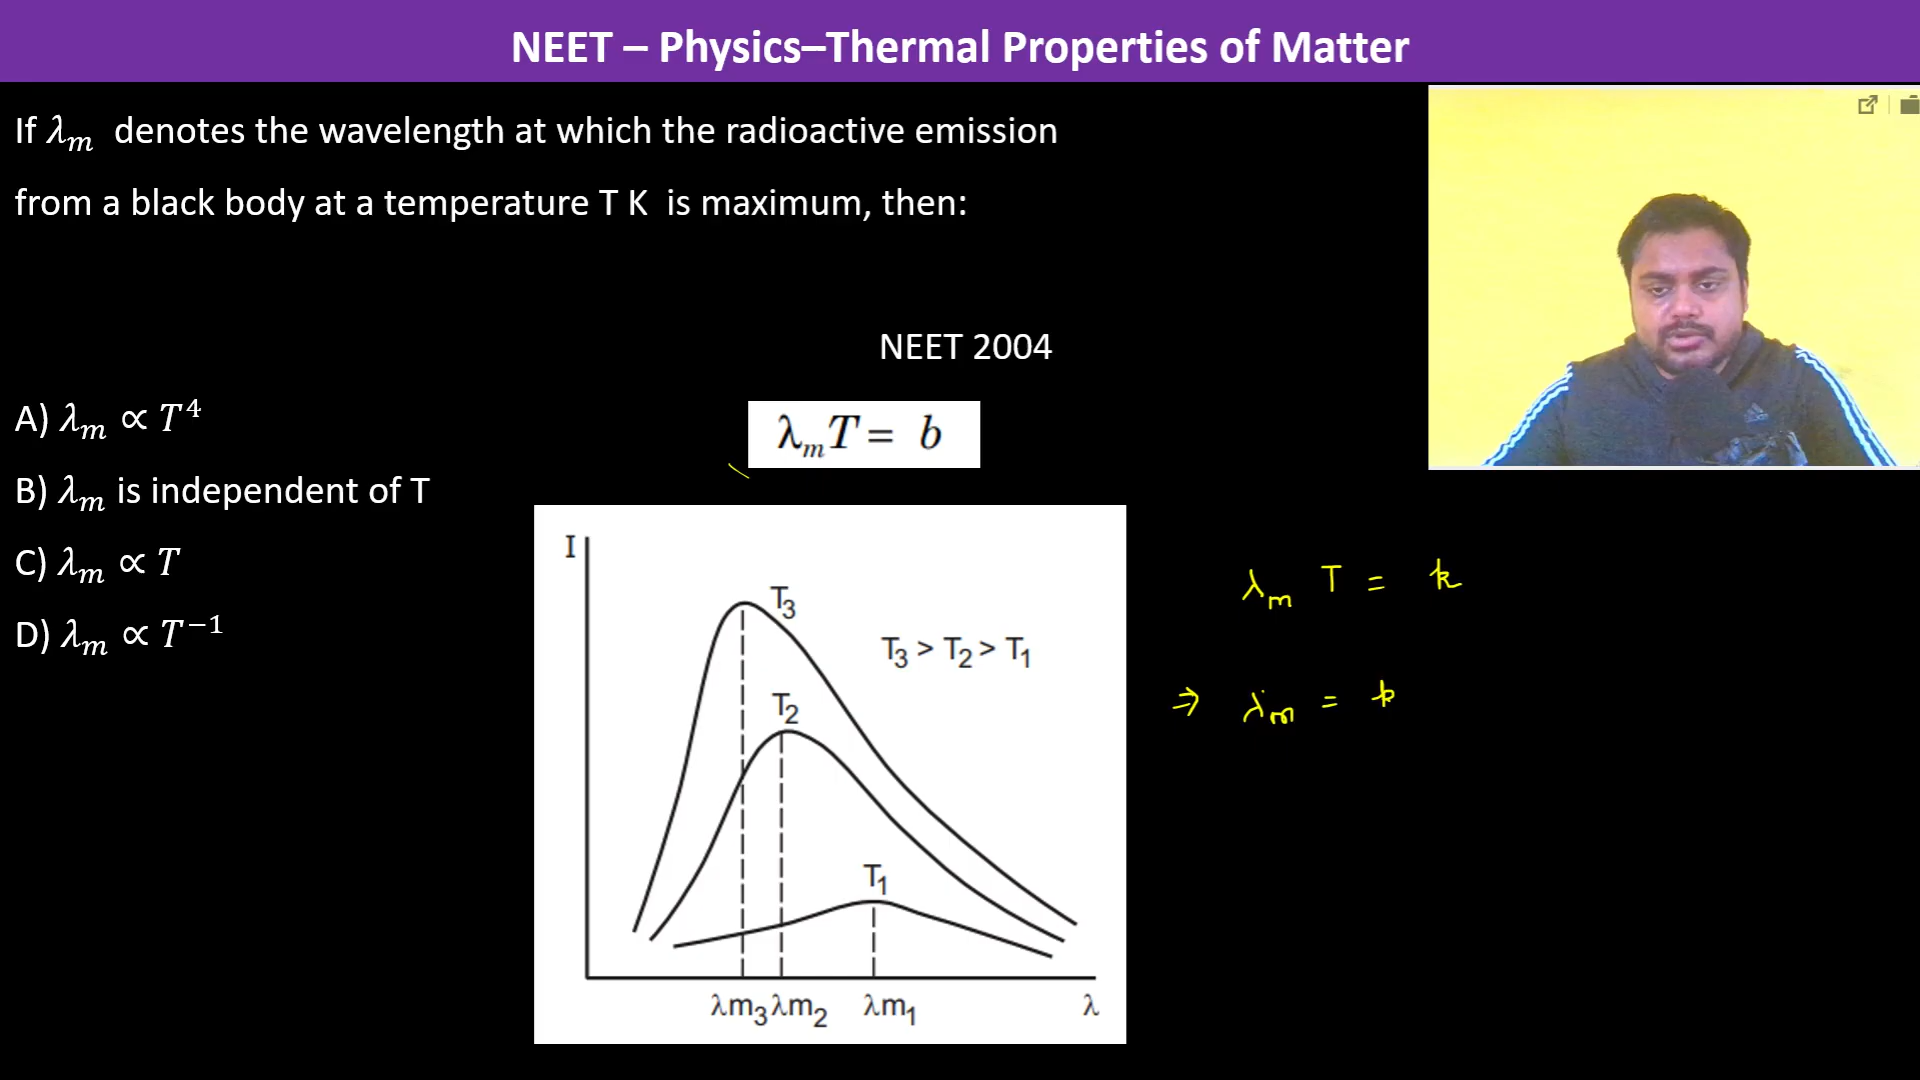 NEET – Physics–Thermal Properties of Matter
If λₘ denotes the wavelength at which the radioactive emission
from a black body at a temperature T K is maximum, then:
NEET 2004
A) λₘ ∝ T⁴
B) λₘ is independent of T
C) λₘ ∝ T
D) λₘ ∝ T⁻¹
λₘT = b
I
T₃
T₃ > T₂ > T₁
T₂
T₁
λm₃ λm₂ λm₁ λ
λₘ T = k
⇒ λₘ = k